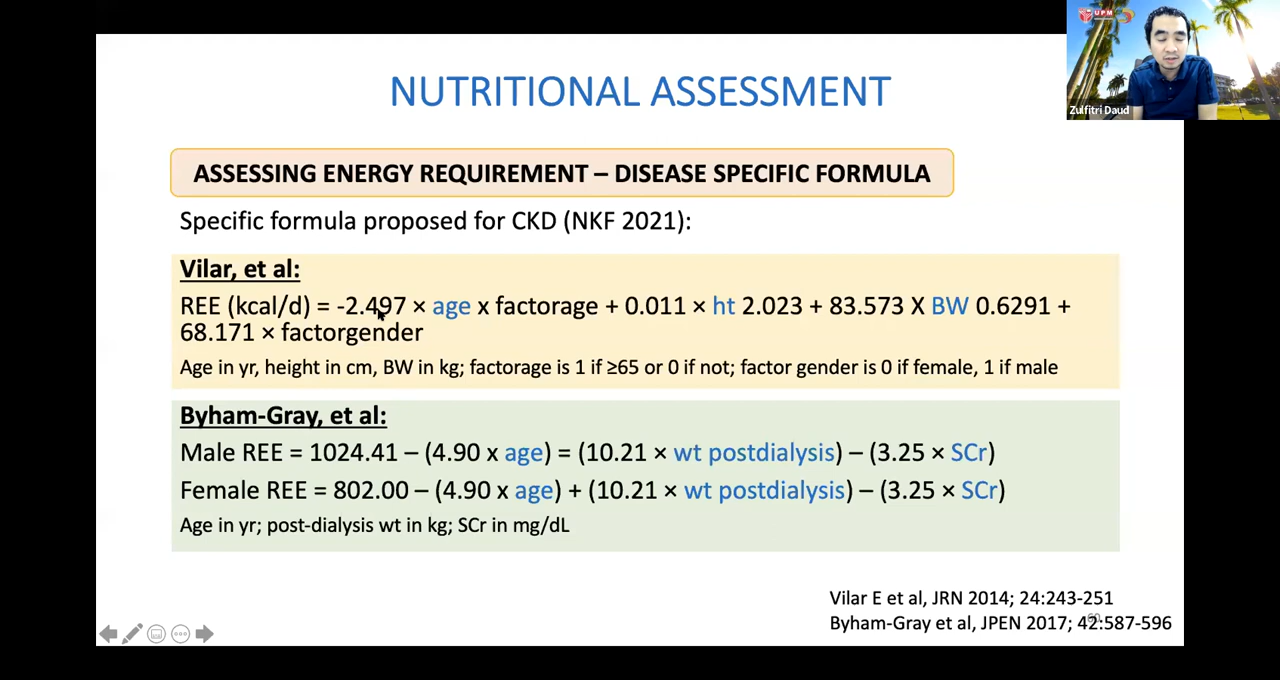 UPM
Zulfitri Daud
NUTRITIONAL ASSESSMENT
ASSESSING ENERGY REQUIREMENT – DISEASE SPECIFIC FORMULA
Specific formula proposed for CKD (NKF 2021):
Vilar, et al:
REE (kcal/d) = -2.497 × age x factorage + 0.011 × ht 2.023 + 83.573 X BW 0.6291 +
68.171 × factorgender
Age in yr, height in cm, BW in kg; factorage is 1 if ≥65 or 0 if not; factor gender is 0 if female, 1 if male
Byham-Gray, et al:
Male REE = 1024.41 – (4.90 x age) = (10.21 × wt postdialysis) – (3.25 × SCr)
Female REE = 802.00 – (4.90 x age) + (10.21 × wt postdialysis) – (3.25 × SCr)
Age in yr; post-dialysis wt in kg; SCr in mg/dL
Vilar E et al, JRN 2014; 24:243-251
Byham-Gray et al, JPEN 2017; 42:587-596